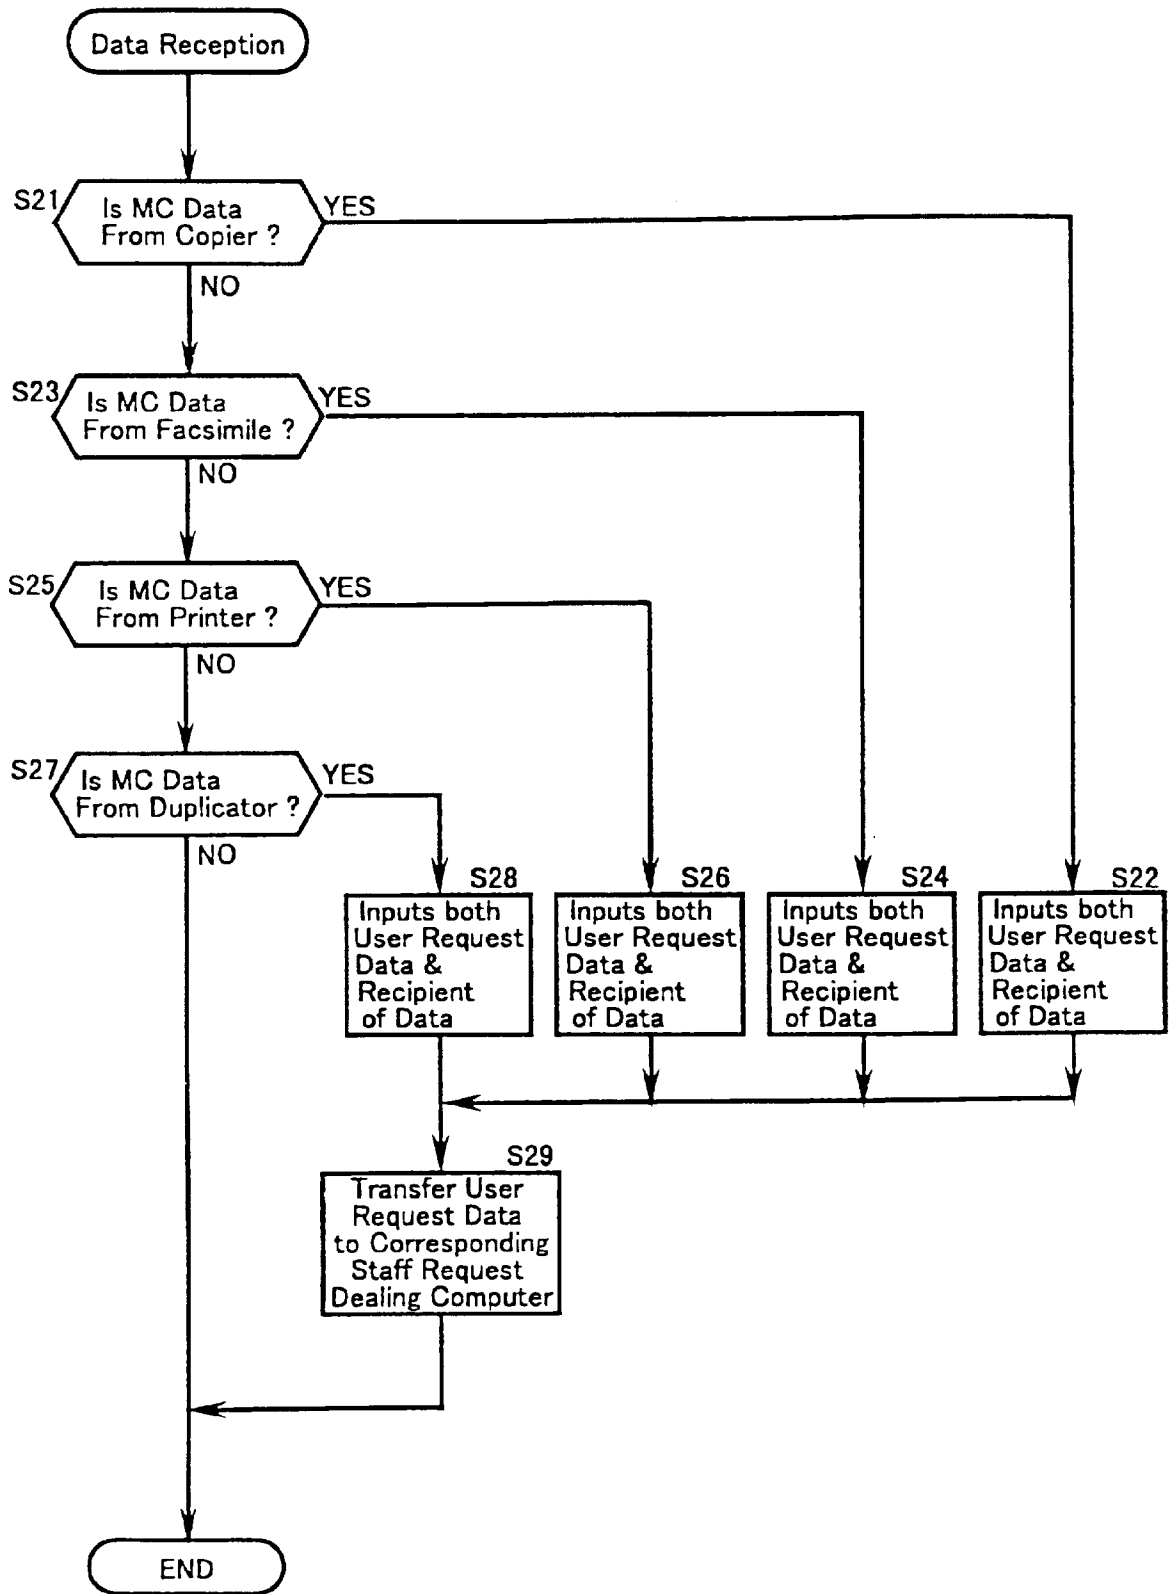 Data Reception
S21
Is MC Data
From Copier ?
YES
NO
S23
Is MC Data
From Facsimile ?
YES
NO
S25
Is MC Data
From Printer ?
YES
NO
S27
Is MC Data
From Duplicator ?
YES
NO
S28
Inputs both
User Request
Data &
Recipient
of Data
S26
Inputs both
User Request
Data &
Recipient
of Data
S24
Inputs both
User Request
Data &
Recipient
of Data
S22
Inputs both
User Request
Data &
Recipient
of Data
S29
Transfer User
Request Data
to Corresponding
Staff Request
Dealing Computer
END